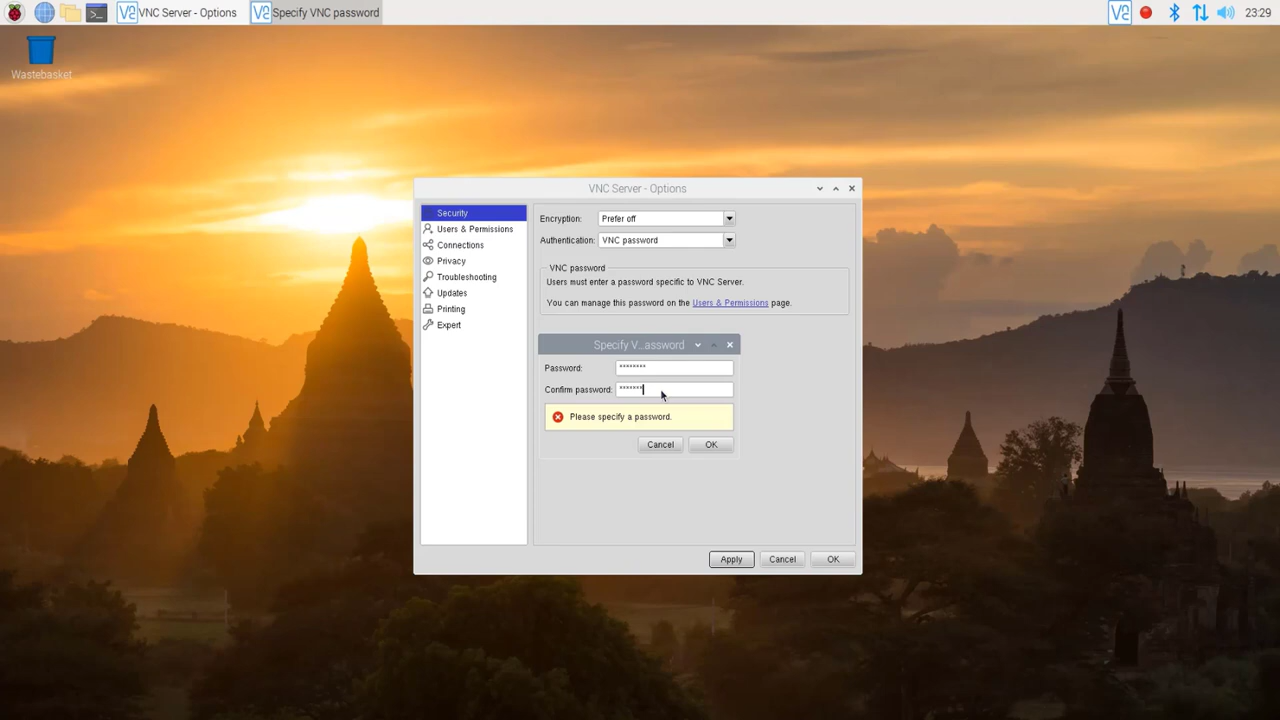 VNC Server - Options
Specify VNC password
23:29
Wastebasket
VNC Server - Options
Security
Users & Permissions
Connections
Privacy
Troubleshooting
Updates
Printing
Expert
Encryption: Prefer off
Authentication: VNC password
VNC password
Users must enter a password specific to VNC Server.
You can manage this password on the Users & Permissions page.
Specify V...assword
Password: ********
Confirm password: *******
Please specify a password.
Cancel OK
Apply Cancel OK